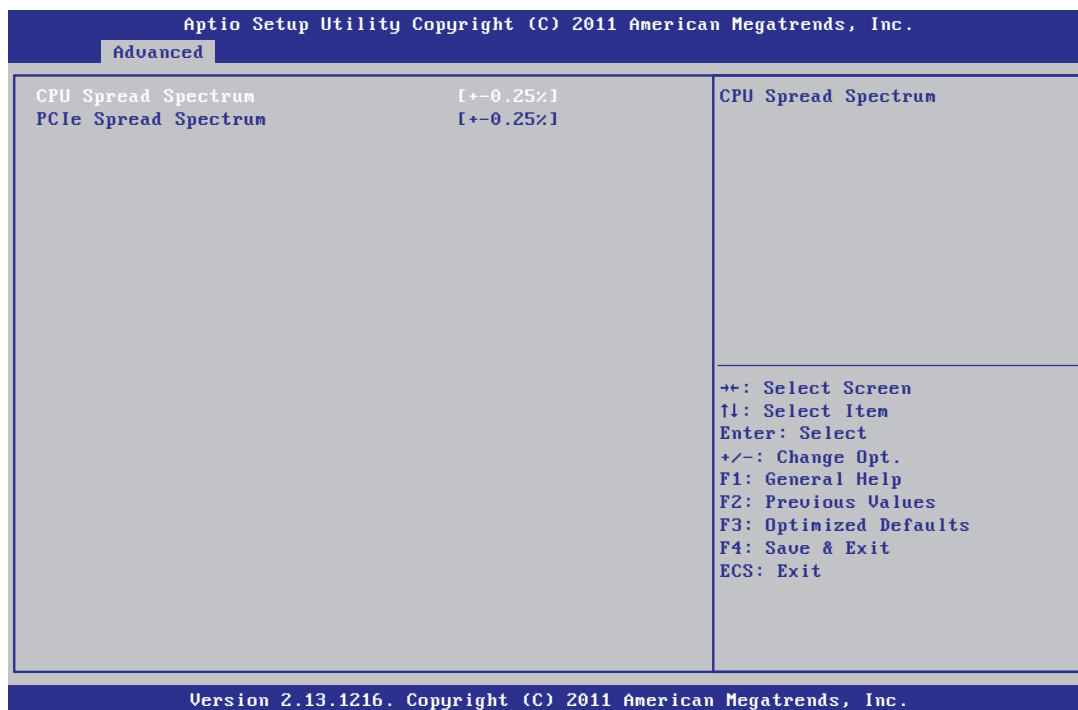 Aptio Setup Utility Copyright (C) 2011 American Megatrends, Inc.
Advanced
CPU Spread Spectrum [+-0.25%]
PCIe Spread Spectrum [+-0.25%]
CPU Spread Spectrum
→←: Select Screen
↑↓: Select Item
Enter: Select
+/-: Change Opt.
F1: General Help
F2: Previous Values
F3: Optimized Defaults
F4: Save & Exit
ECS: Exit
Version 2.13.1216. Copyright (C) 2011 American Megatrends, Inc.